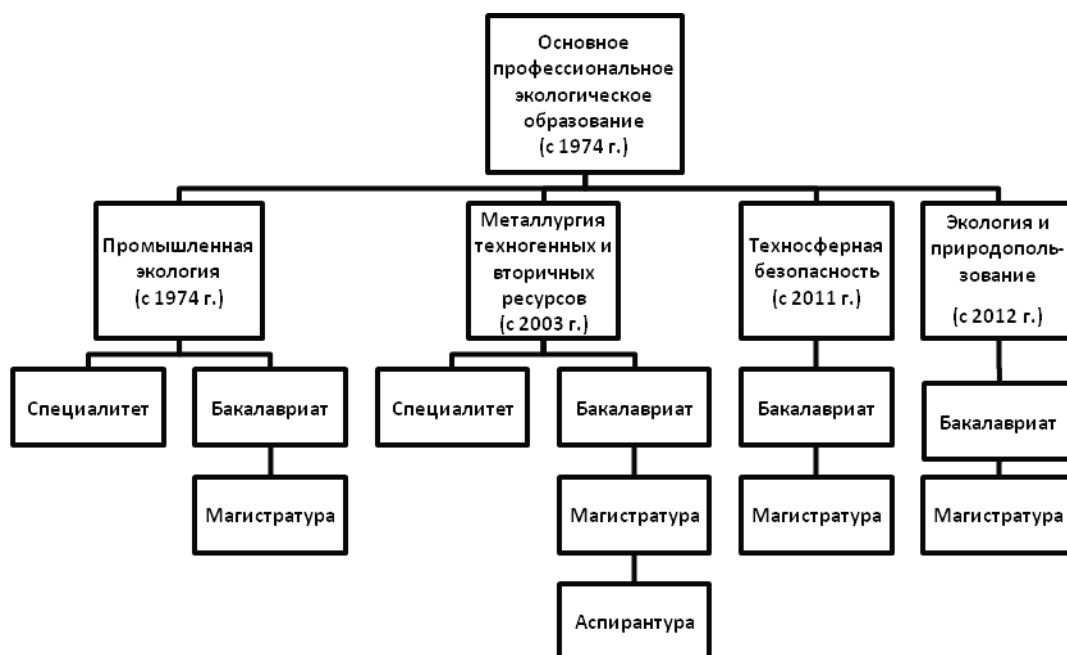 Основное
профессиональное
экологическое
образование
(с 1974 г.)
Промышленная
экология
(с 1974 г.)
Металлургия
техногенных и
вторичных
ресурсов
(с 2003 г.)
Техносферная
безопасность
(с 2011 г.)
Экология и
природополь-
зование
(с 2012 г.)
Специалитет
Бакалавриат
Специалитет
Бакалавриат
Бакалавриат
Бакалавриат
Магистратура
Магистратура
Магистратура
Магистратура
Аспирантура